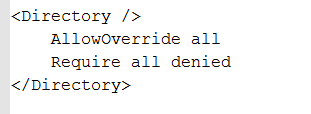 <Directory />
    AllowOverride all
    Require all denied
</Directory>